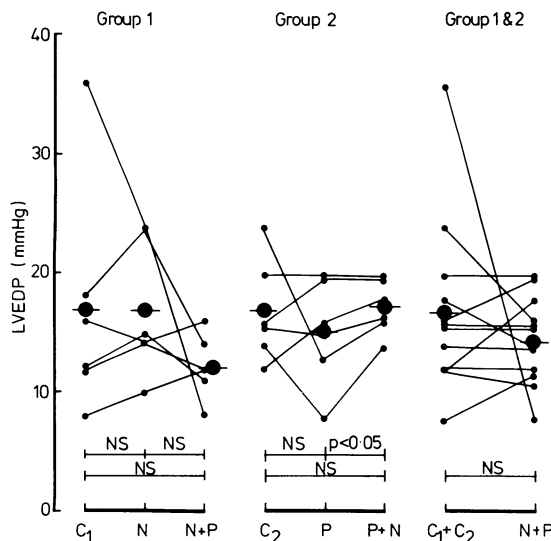 Group 1 Group 2 Group 1&2
40
30
20
10
0
LVEDP (mmHg)
NS NS NS p<0·05
NS NS NS
C1 N N+P C2 P P+N C1+C2 N+P